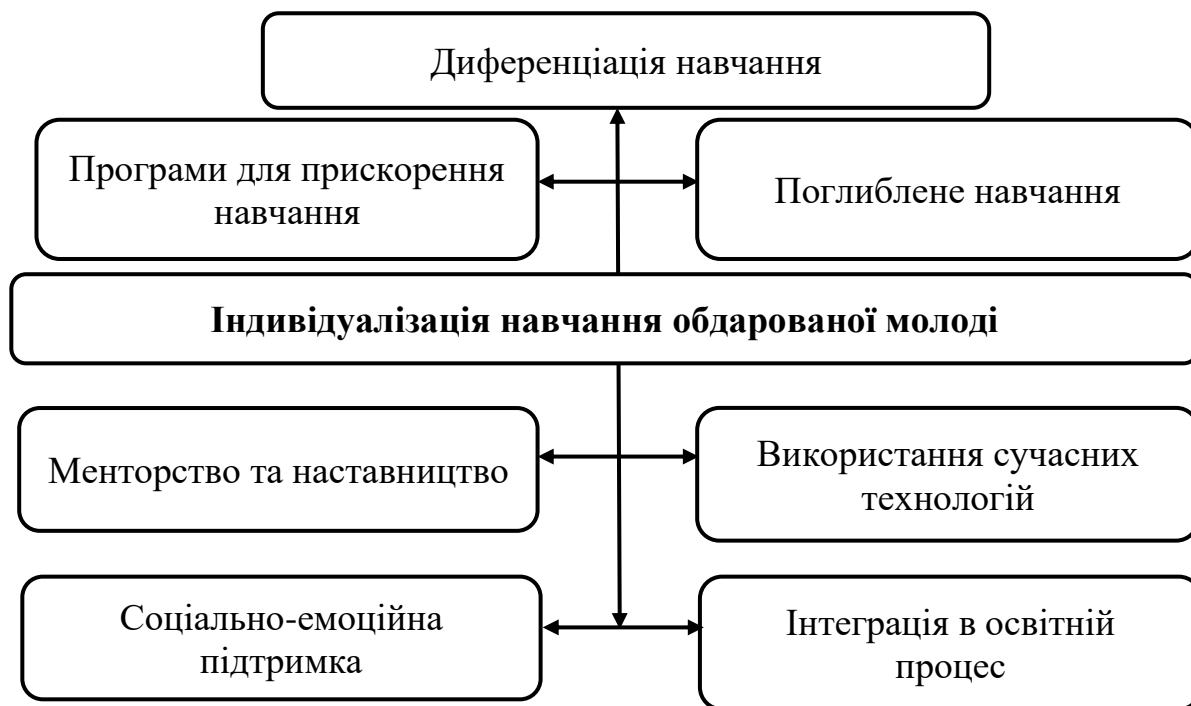 Диференціація навчання
Програми для прискорення
навчання
Поглиблене навчання
Індивідуалізація навчання обдарованої молоді
Менторство та наставництво
Використання сучасних
технологій
Соціально-емоційна
підтримка
Інтеграція в освітній
процес